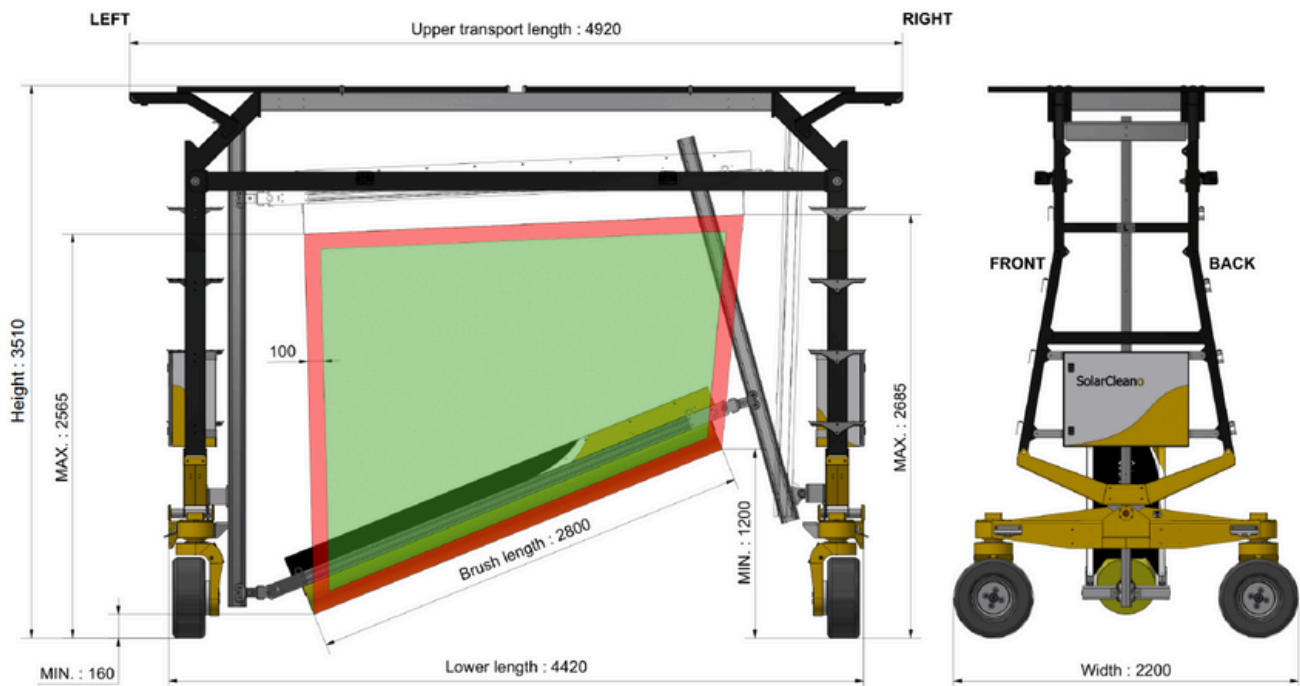 LEFT
Upper transport length : 4920
RIGHT
Height : 3510
MAX. : 2565
100
MAX. : 2685
MIN. : 1200
Brush length : 2800
MIN. : 160
Lower length : 4420
FRONT
BACK
SolarCleano
Width : 2200